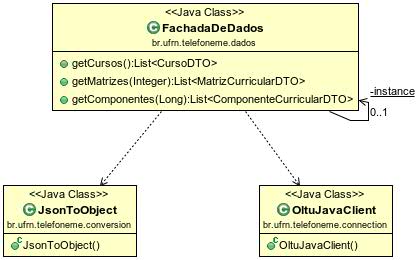 <<Java Class>>
FachadaDeDados
br.ufrn.telefoneme.dados
getCursos():List<CursoDTO>
getMatrizes(Integer):List<MatrizCurricularDTO>
getComponentes(Long):List<ComponenteCurricularDTO>
-instance
0..1
<<Java Class>>
JsonToObject
br.ufrn.telefoneme.conversion
JsonToObject()
<<Java Class>>
OltuJavaClient
br.ufrn.telefoneme.connection
OltuJavaClient()